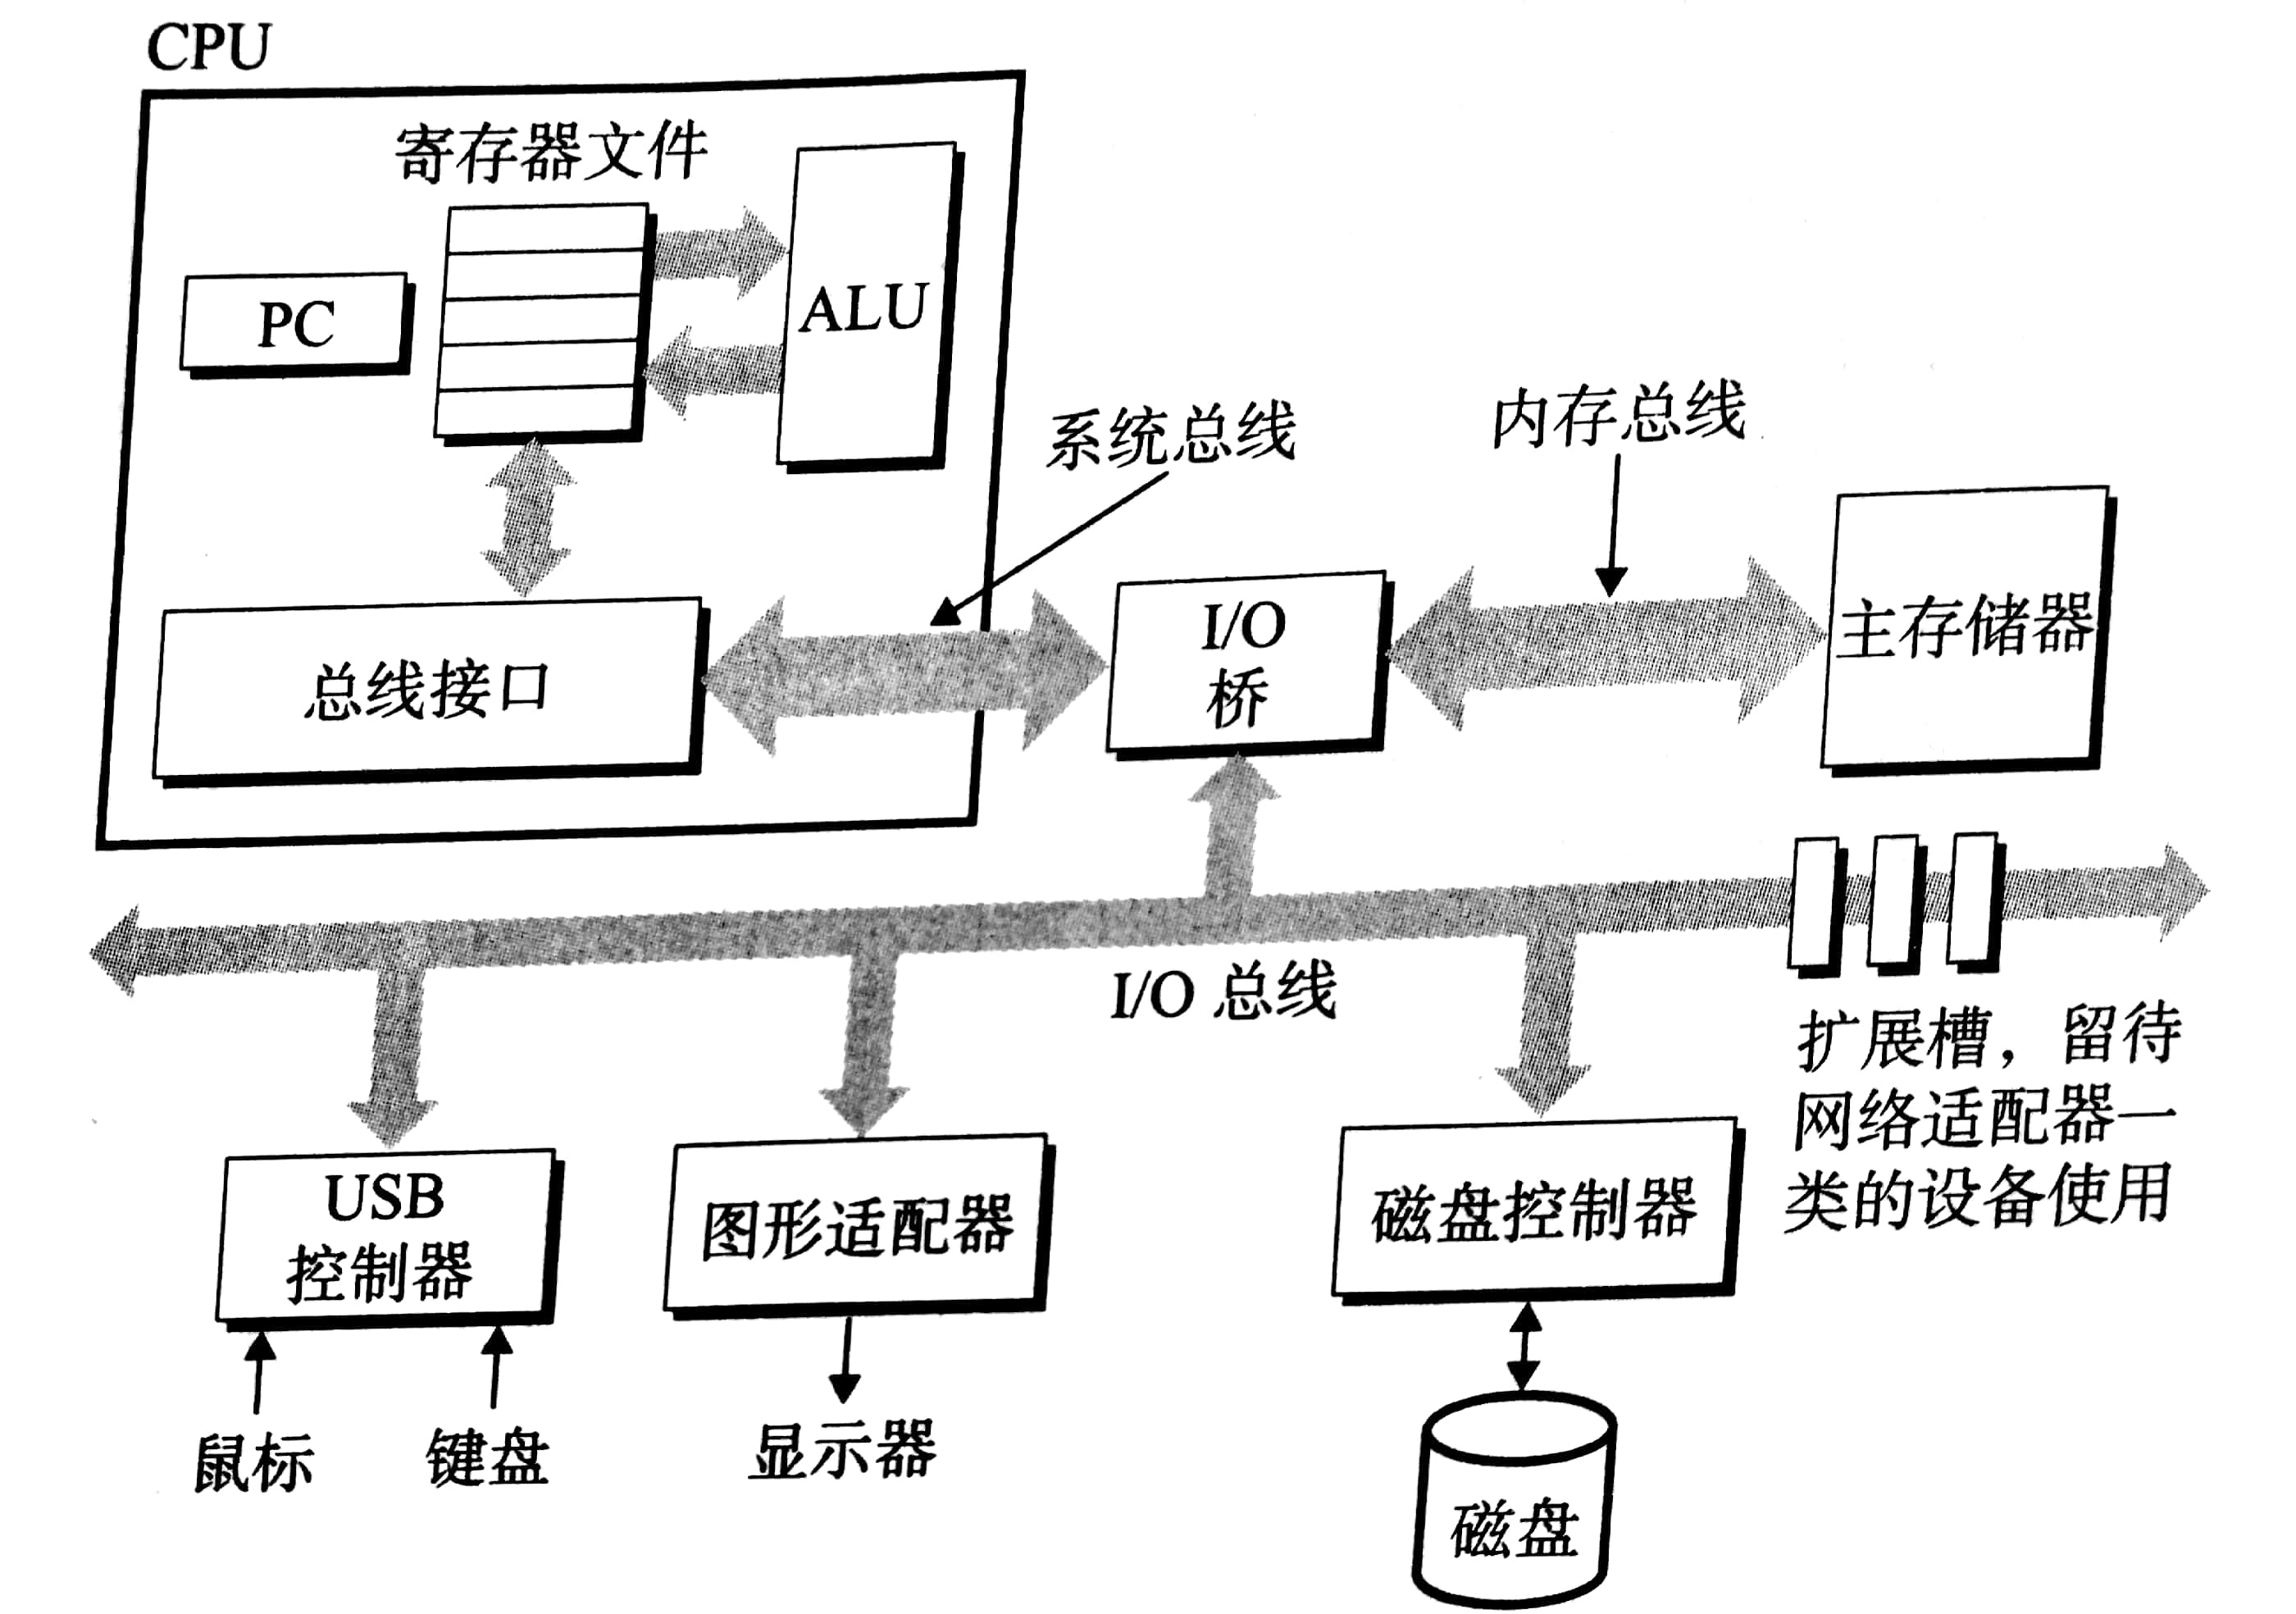 CPU
寄存器文件
PC
ALU
系统总线
内存总线
总线接口
I/O
桥
主存储器
I/O 总线
扩展槽，留待
网络适配器一
类的设备使用
USB
控制器
图形适配器
磁盘控制器
鼠标
键盘
显示器
磁盘